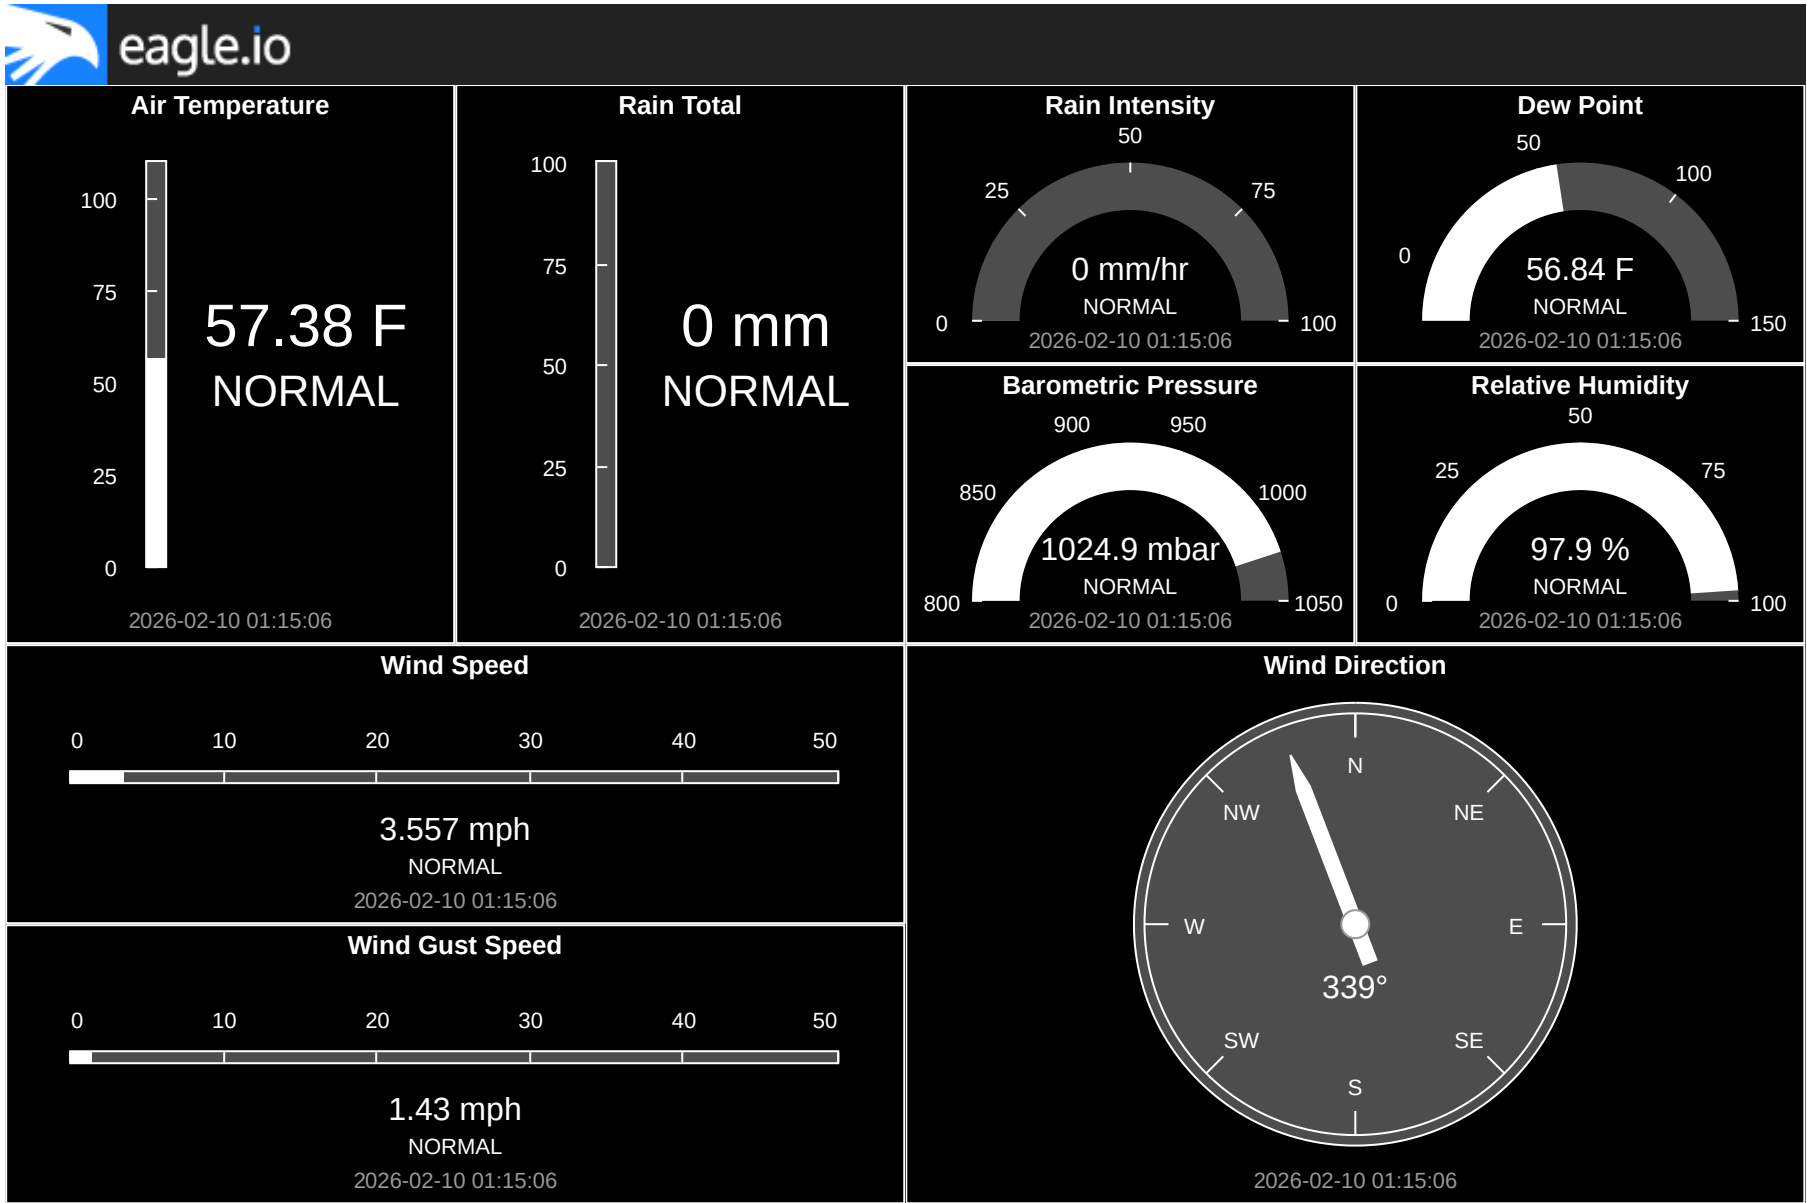 eagle.io
Air Temperature
100
75
50
25
0
57.38 F
NORMAL
2026-02-10 01:15:06
Rain Total
100
75
50
25
0
0 mm
NORMAL
2026-02-10 01:15:06
Rain Intensity
50
25
75
0
100
0 mm/hr
NORMAL
2026-02-10 01:15:06
Dew Point
50
100
0
150
56.84 F
NORMAL
2026-02-10 01:15:06
Barometric Pressure
900
950
850
1000
800
1050
1024.9 mbar
NORMAL
2026-02-10 01:15:06
Relative Humidity
50
25
75
0
100
97.9 %
NORMAL
2026-02-10 01:15:06
Wind Speed
0 10 20 30 40 50
3.557 mph
NORMAL
2026-02-10 01:15:06
Wind Gust Speed
0 10 20 30 40 50
1.43 mph
NORMAL
2026-02-10 01:15:06
Wind Direction
N
NW NE
W E
339°
SW SE
S
2026-02-10 01:15:06